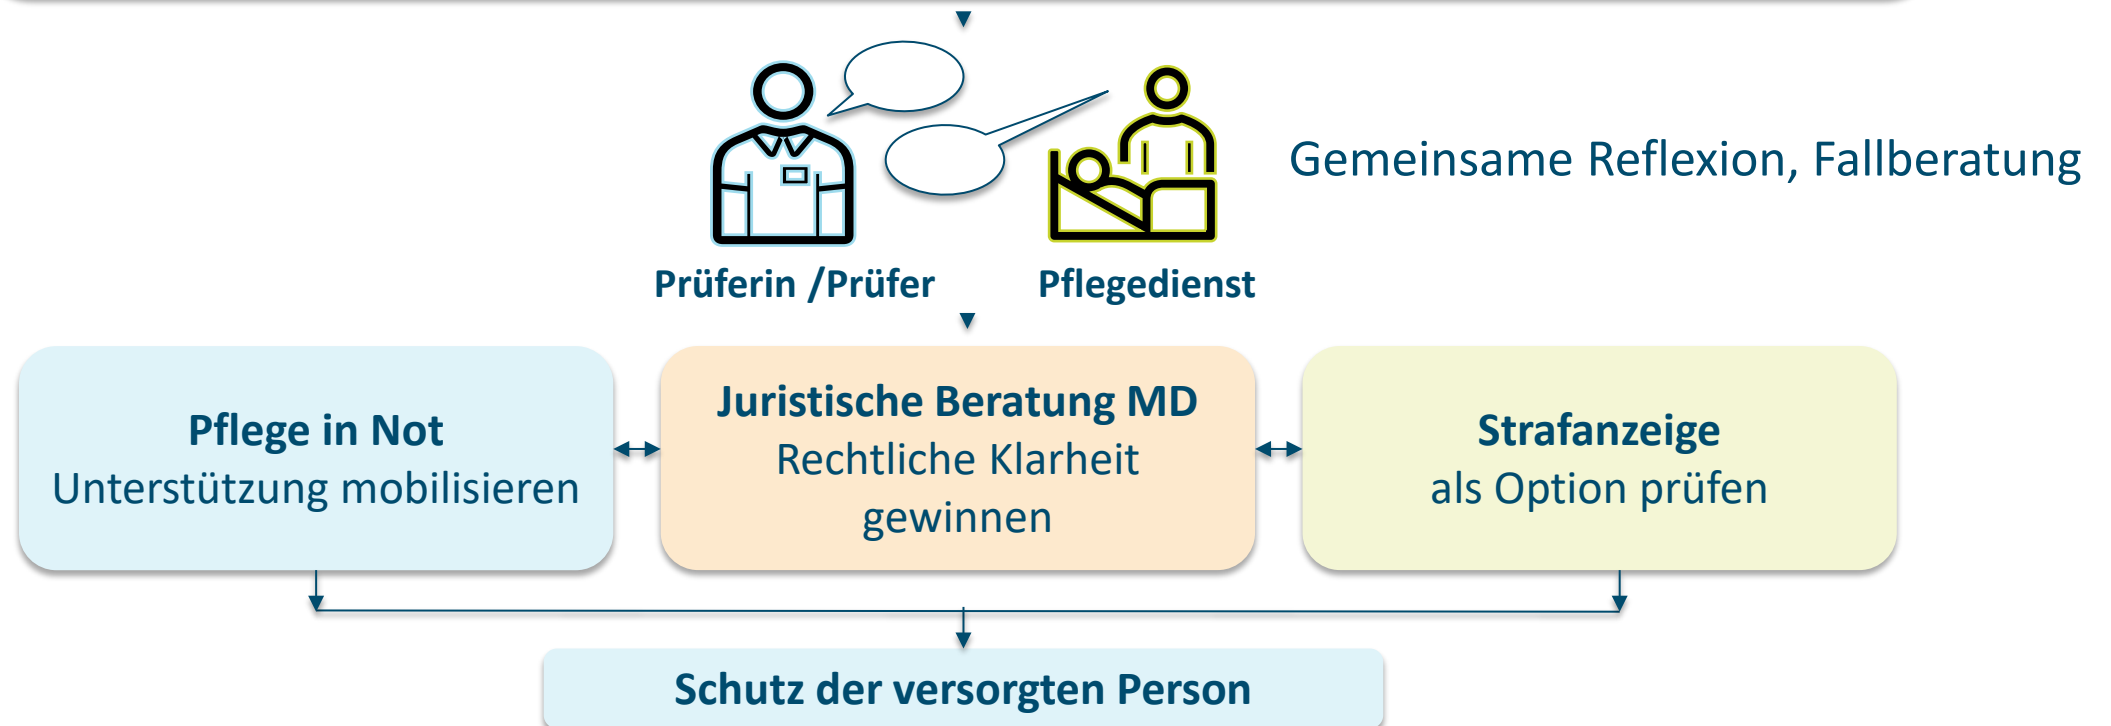 Gemeinsame Reflexion, Fallberatung
Prüferin /Prüfer
Pflegedienst
Pflege in Not
Unterstützung mobilisieren
Juristische Beratung MD
Rechtliche Klarheit
gewinnen
Strafanzeige
als Option prüfen
Schutz der versorgten Person